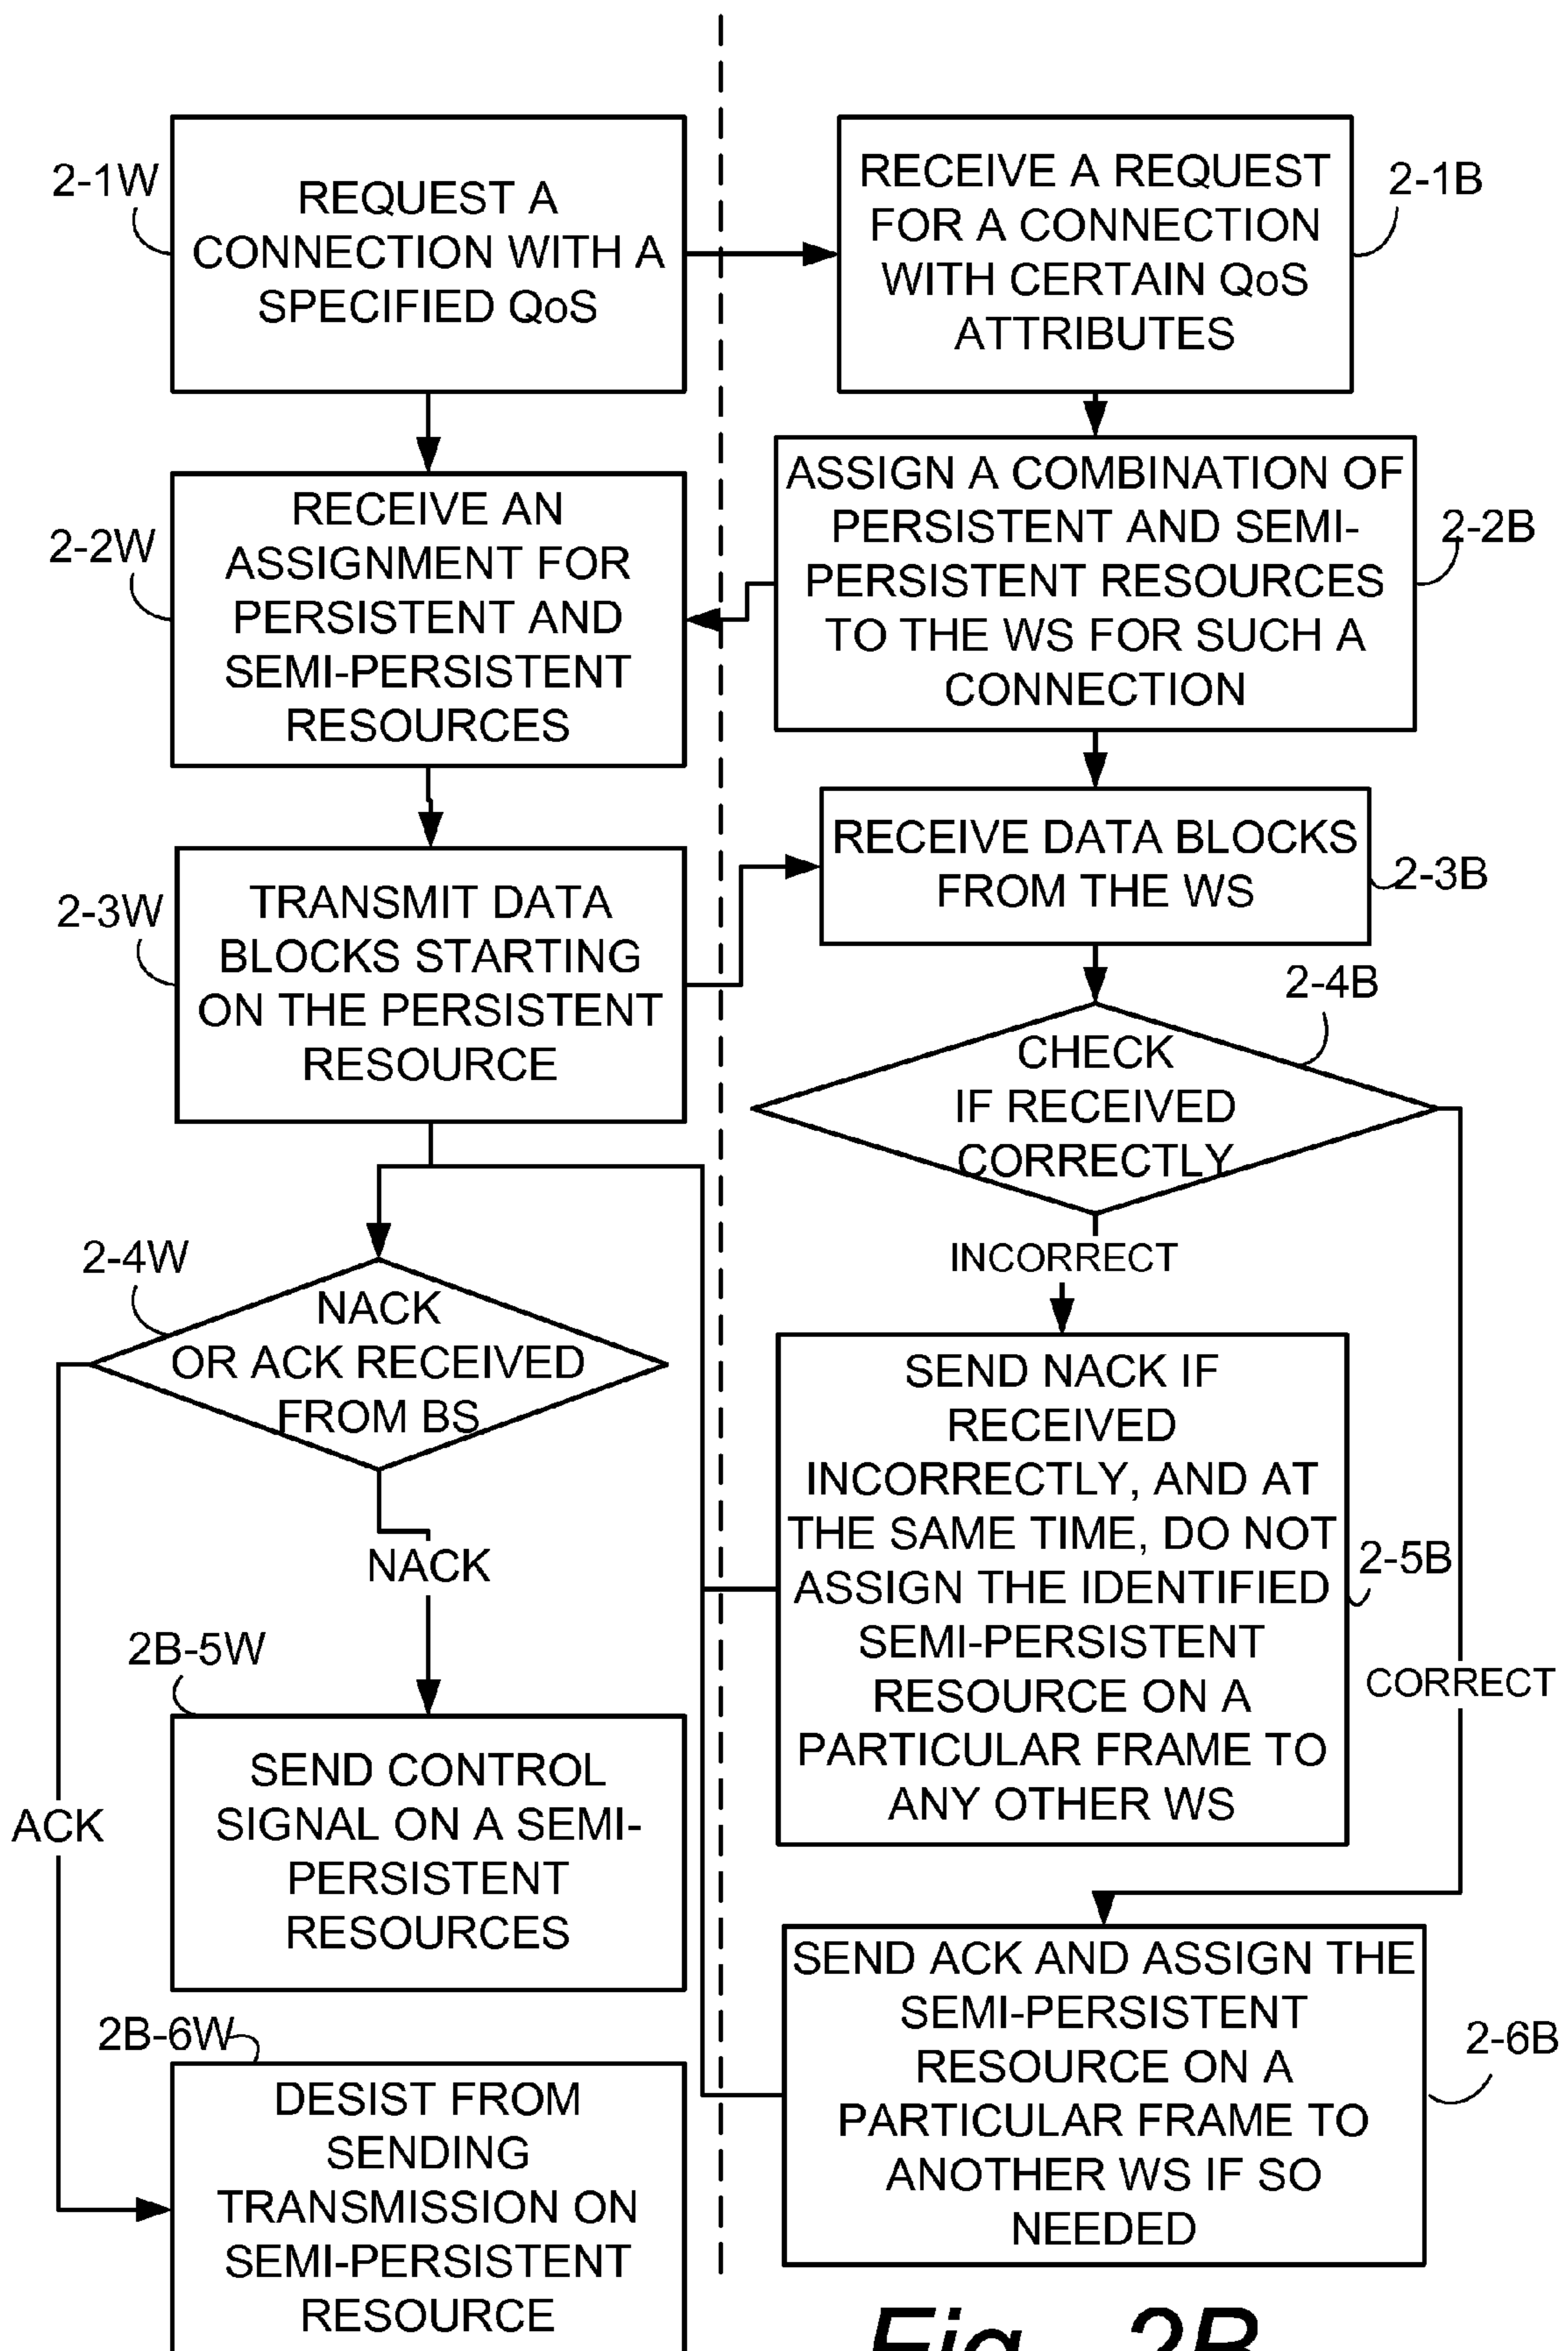 2-1W
REQUEST A
CONNECTION WITH A
SPECIFIED QoS
RECEIVE A REQUEST
FOR A CONNECTION
WITH CERTAIN QoS
ATTRIBUTES
2-1B
2-2W
RECEIVE AN
ASSIGNMENT FOR
PERSISTENT AND
SEMI-PERSISTENT
RESOURCES
ASSIGN A COMBINATION OF
PERSISTENT AND SEMI-
PERSISTENT RESOURCES
TO THE WS FOR SUCH A
CONNECTION
2-2B
2-3W
TRANSMIT DATA
BLOCKS STARTING
ON THE PERSISTENT
RESOURCE
RECEIVE DATA BLOCKS
FROM THE WS
2-3B
2-4B
CHECK
IF RECEIVED
CORRECTLY
INCORRECT
2-4W
NACK
OR ACK RECEIVED
FROM BS
NACK
SEND NACK IF
RECEIVED
INCORRECTLY, AND AT
THE SAME TIME, DO NOT
ASSIGN THE IDENTIFIED
SEMI-PERSISTENT
RESOURCE ON A
PARTICULAR FRAME TO
ANY OTHER WS
2-5B
CORRECT
2B-5W
SEND CONTROL
SIGNAL ON A SEMI-
PERSISTENT
RESOURCES
ACK
SEND ACK AND ASSIGN THE
SEMI-PERSISTENT
RESOURCE ON A
PARTICULAR FRAME TO
ANOTHER WS IF SO
NEEDED
2-6B
2B-6W
DESIST FROM
SENDING
TRANSMISSION ON
SEMI-PERSISTENT
RESOURCE
Fig. 2B